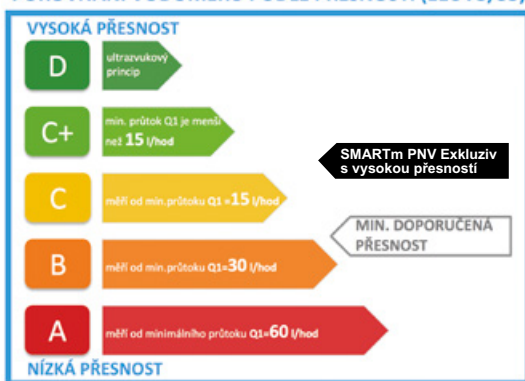 VYSOKÁ PŘESNOST
D
ultrazvukový
princip
C+
min. průtok Q1 je menší
než 15 l/hod
SMARTm PNV Exkluziv
s vysokou přesností
C
měří od min.průtoku Q1 =15 l/hod
MIN. DOPORUČENÁ
PŘESNOST
B
měří od min.průtoku Q1=30 l/hod
A
měří od minimálního průtoku Q1=60 l/hod
NÍZKÁ PŘESNOST